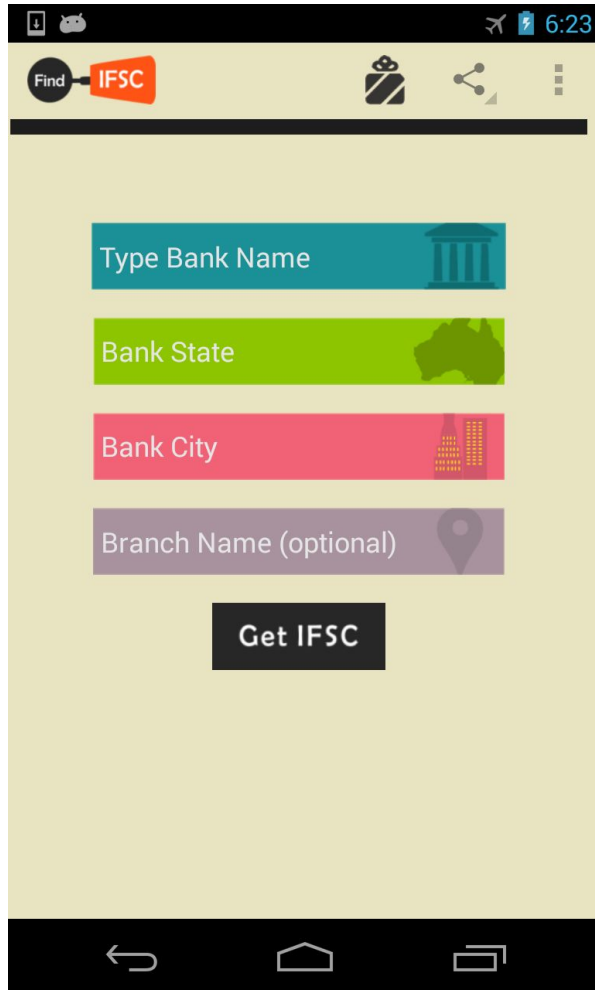 6:23
Find IFSC
Type Bank Name
Bank State
Bank City
Branch Name (optional)
Get IFSC